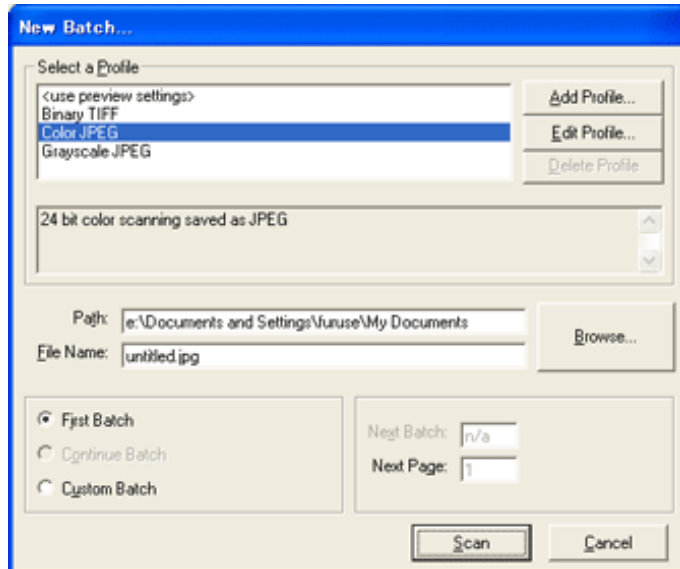 New Batch...
Select a Profile
<use preview settings>
Binary TIFF
Color JPEG
Grayscale JPEG
Add Profile...
Edit Profile...
Delete Profile
24 bit color scanning saved as JPEG
Path: e:\Documents and Settings\furuse\My Documents
File Name: untitled.jpg
Browse...
First Batch
Continue Batch
Custom Batch
Next Batch: n/a
Next Page: 1
Scan
Cancel